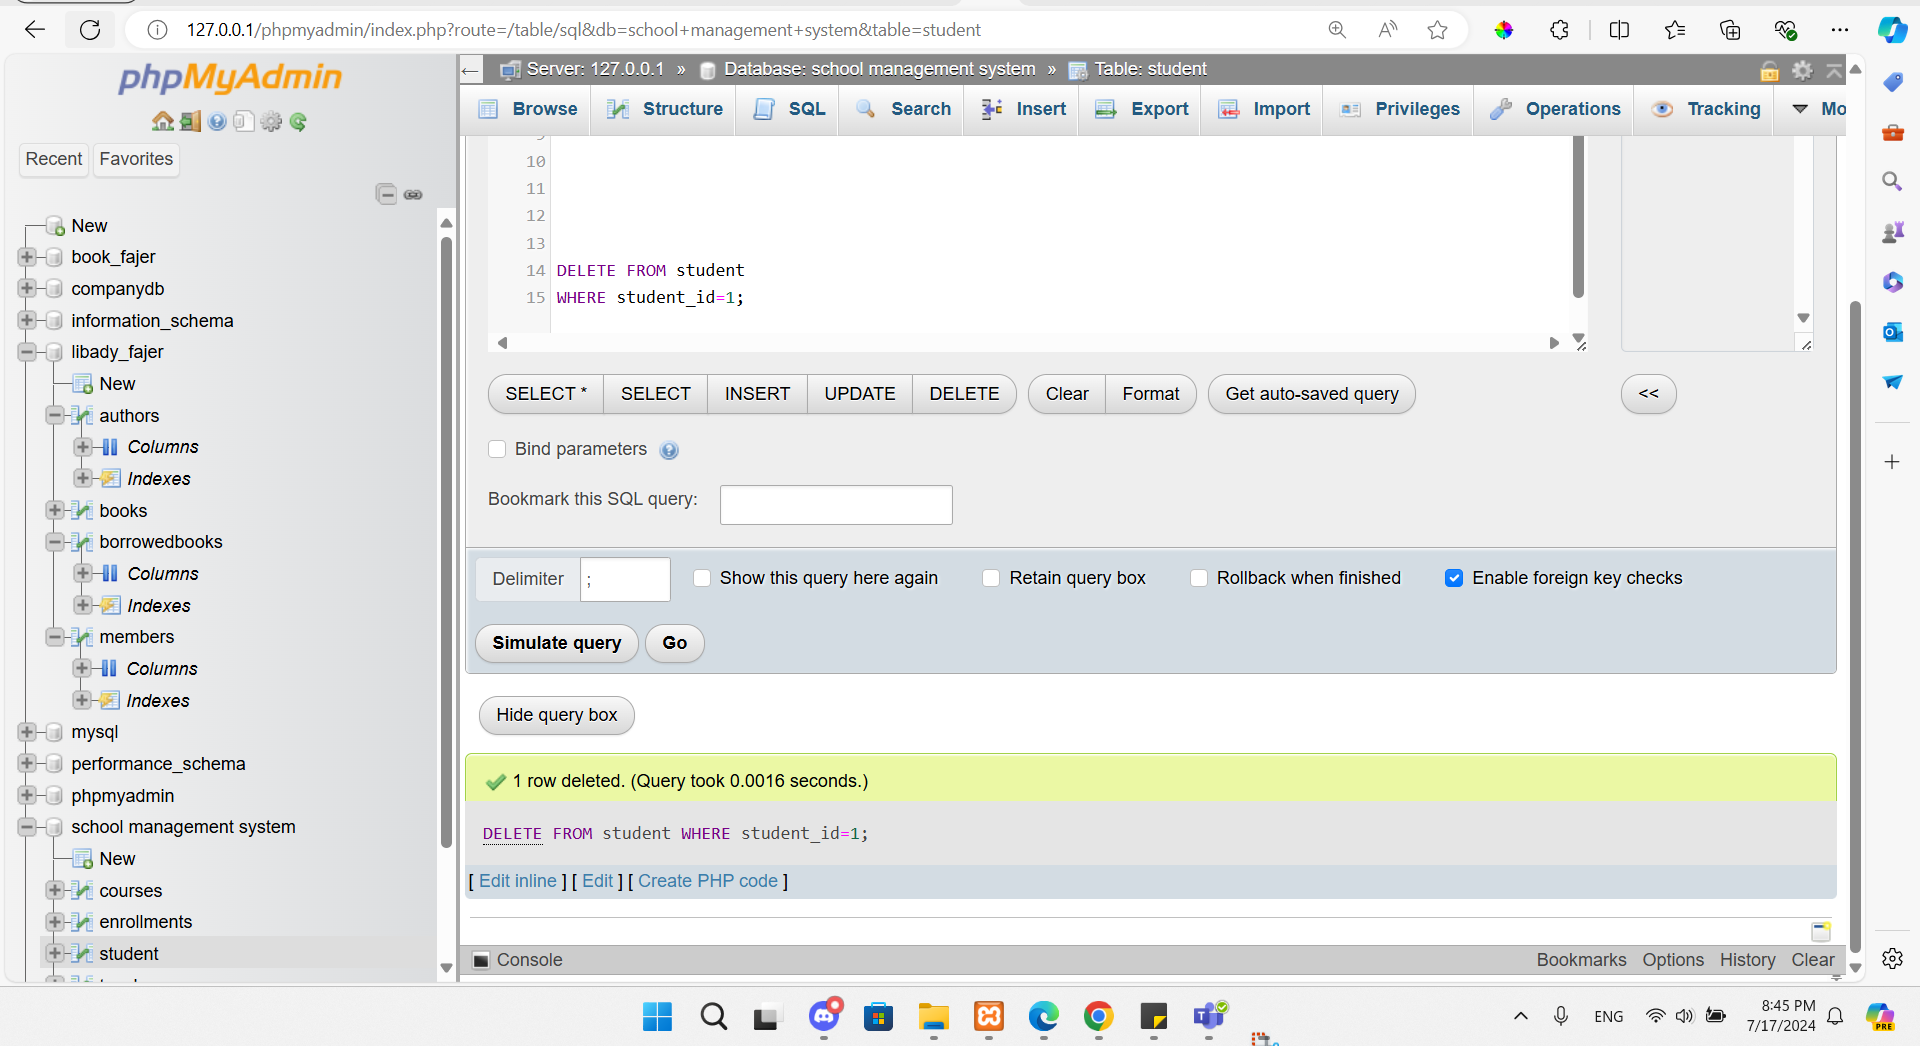 127.0.0.1/phpmyadmin/index.php?route=/table/sql&db=school+management+system&table=student
phpMyAdmin
Recent
Favorites
New
book_fajer
companydb
information_schema
libady_fajer
New
authors
Columns
Indexes
books
borrowedbooks
Columns
Indexes
members
Columns
Indexes
mysql
performance_schema
phpmyadmin
school management system
New
courses
enrollments
student
Server: 127.0.0.1 » Database: school management system » Table: student
Browse Structure SQL Search Insert Export Import Privileges Operations Tracking Mo
10
11
12
13
14 DELETE FROM student
15 WHERE student_id=1;
SELECT * SELECT INSERT UPDATE DELETE Clear Format Get auto-saved query <<
Bind parameters
Bookmark this SQL query:
Delimiter ; Show this query here again Retain query box Rollback when finished Enable foreign key checks
Simulate query Go
Hide query box
1 row deleted. (Query took 0.0016 seconds.)
DELETE FROM student WHERE student_id=1;
[ Edit inline ] [ Edit ] [ Create PHP code ]
Console Bookmarks Options History Clear
ENG
8:45 PM
7/17/2024
PRE